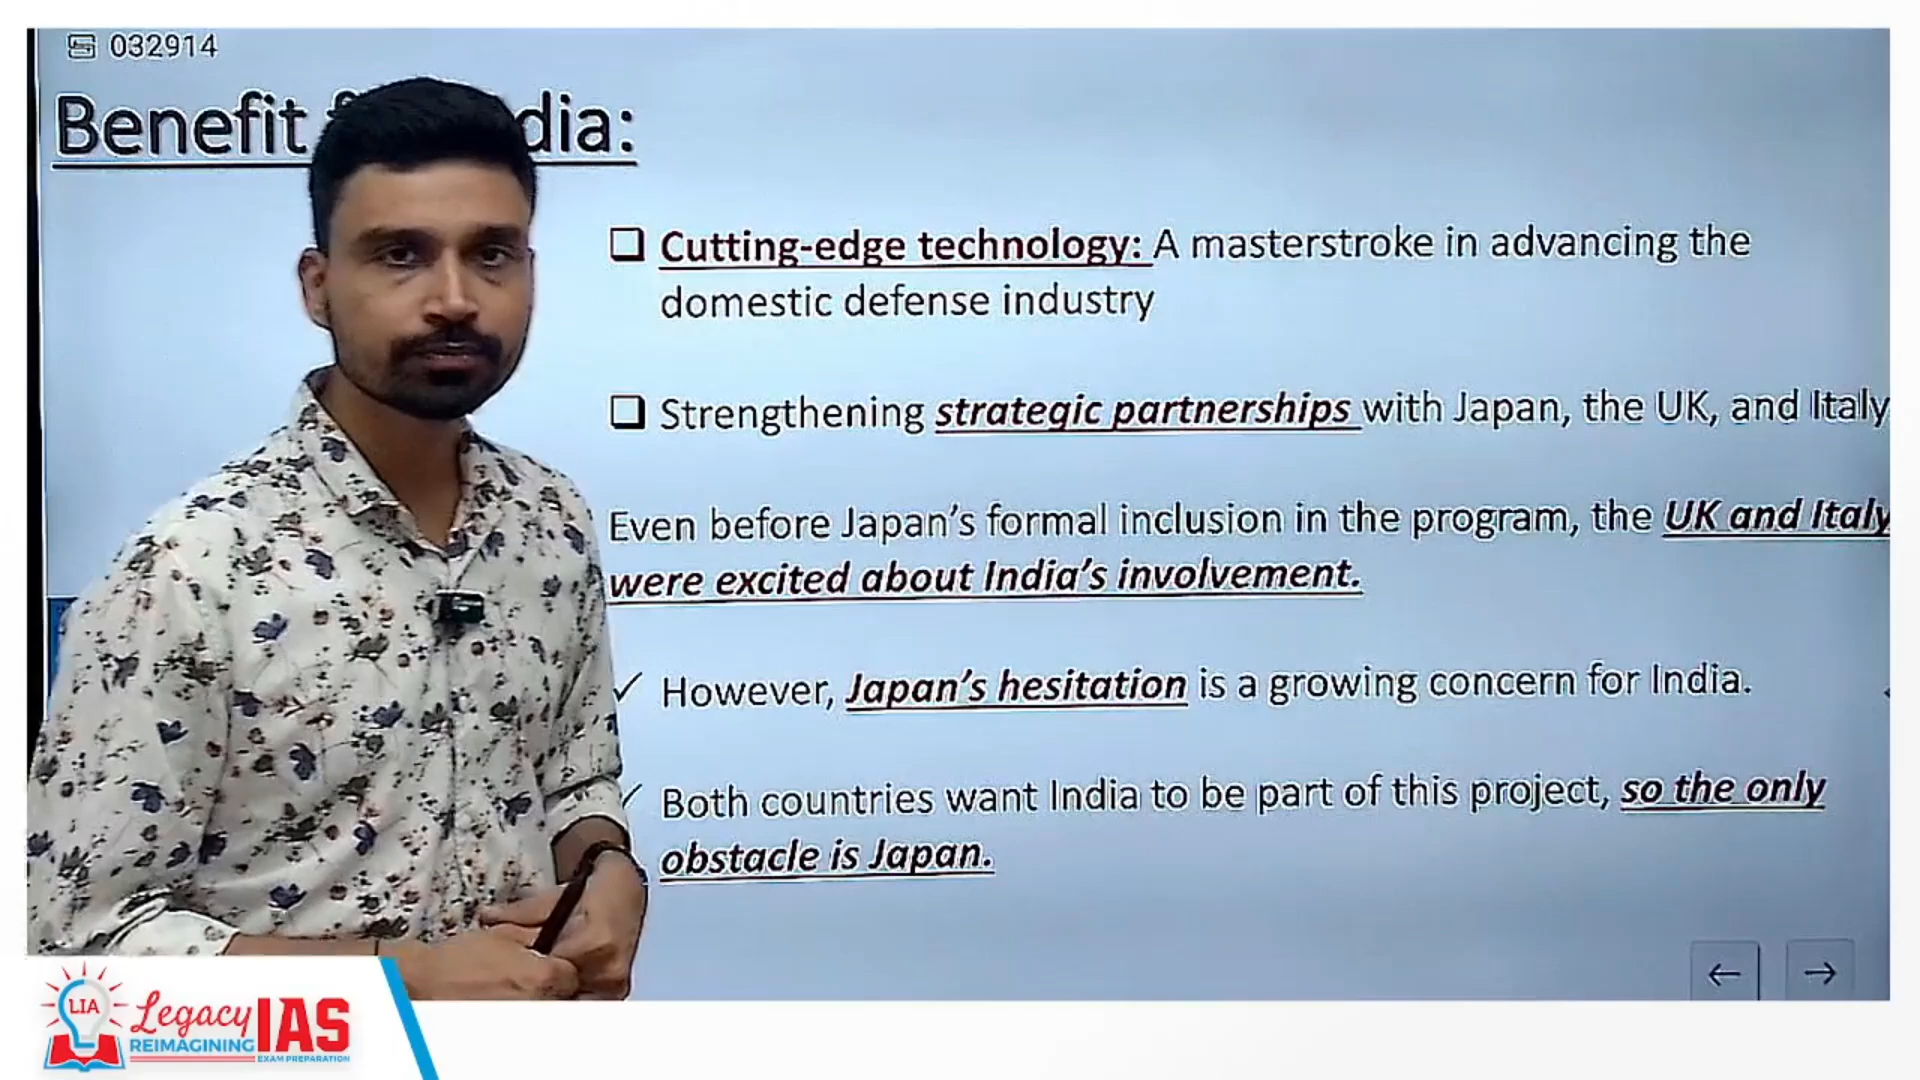 032914
Benefit dia:
Cutting-edge technology: A masterstroke in advancing the
domestic defense industry
Strengthening strategic partnerships with Japan, the UK, and Italy
Even before Japan’s formal inclusion in the program, the UK and Italy
were excited about India’s involvement.
✓ However, Japan’s hesitation is a growing concern for India.
Both countries want India to be part of this project, so the only
obstacle is Japan.
LIA
Legacy IAS
REIMAGINING
EXAM PREPARATION